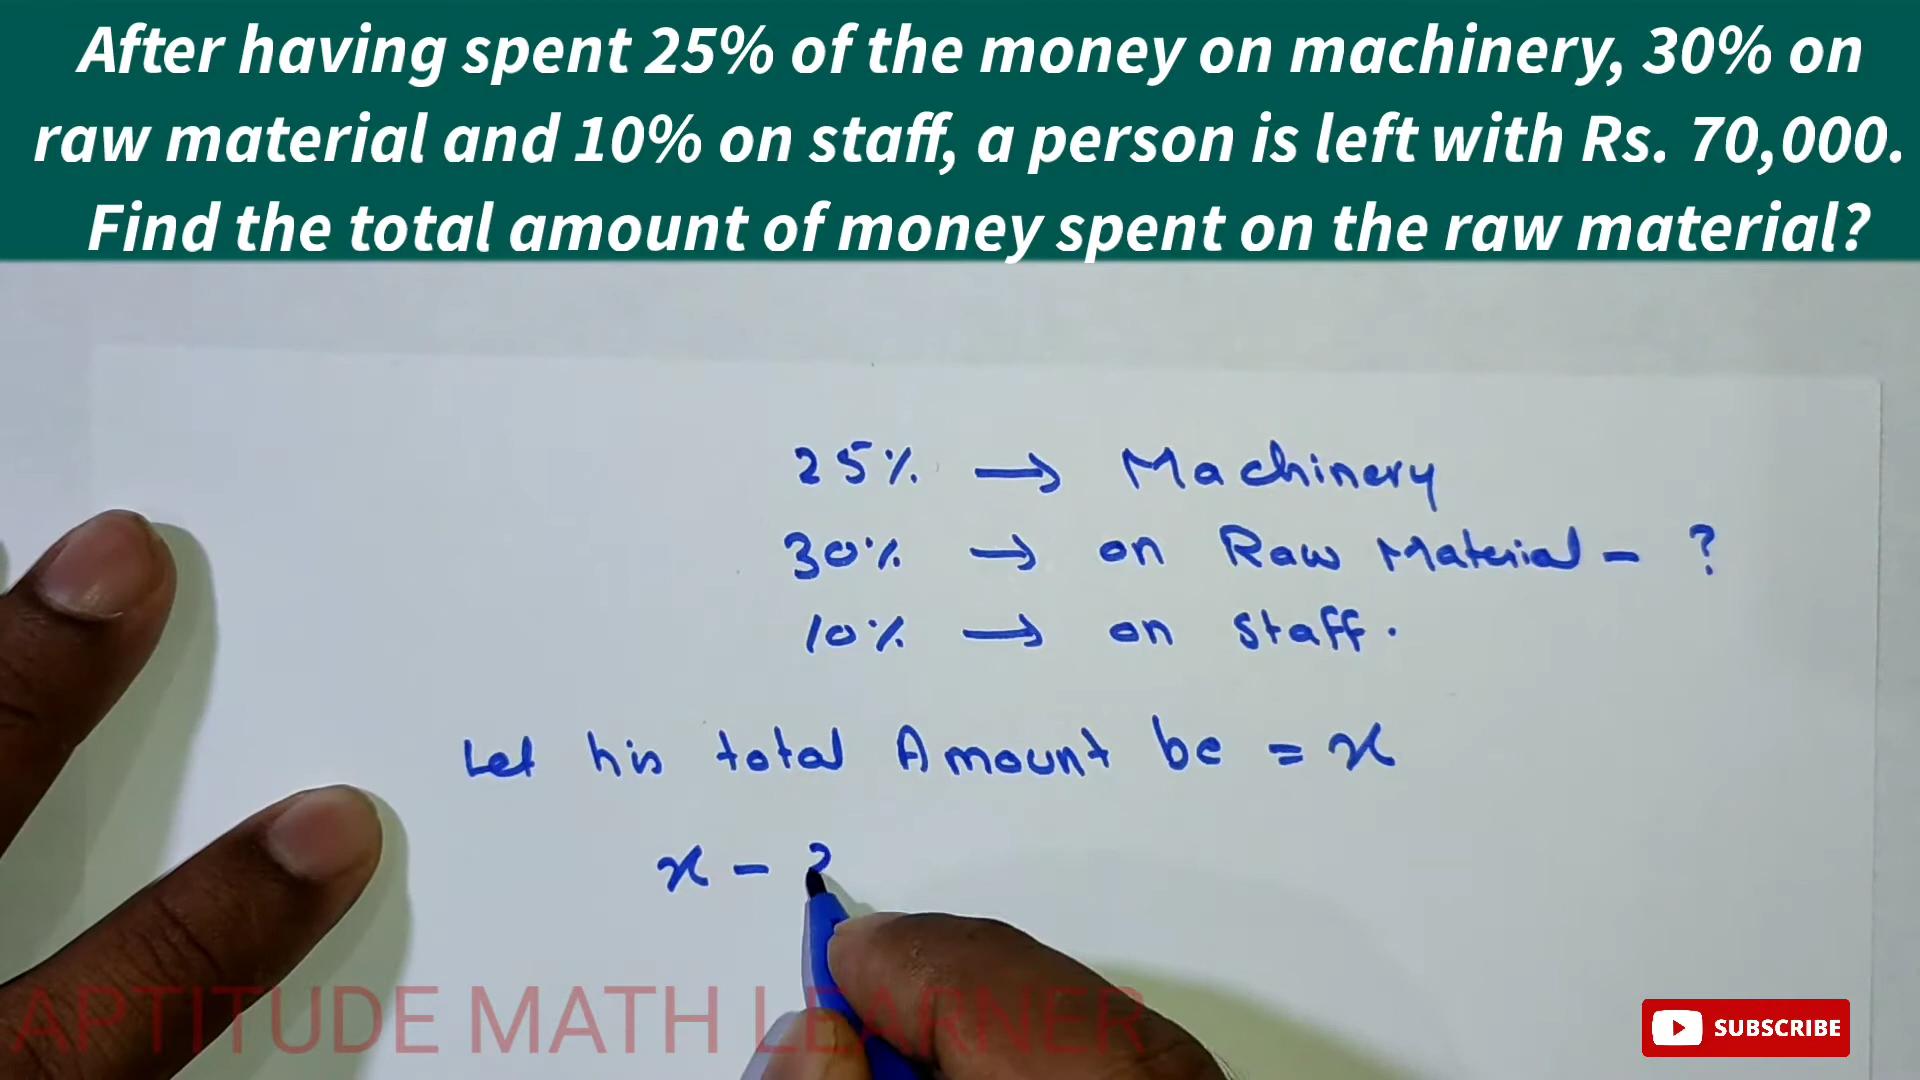 After having spent 25% of the money on machinery, 30% on
raw material and 10% on staff, a person is left with Rs. 70,000.
Find the total amount of money spent on the raw material?
25% → Machinery
30% → on Raw Material - ?
10% → on Staff.
Let his total Amount be = x
x - 2
APTITUDE MATH LEARNER
SUBSCRIBE